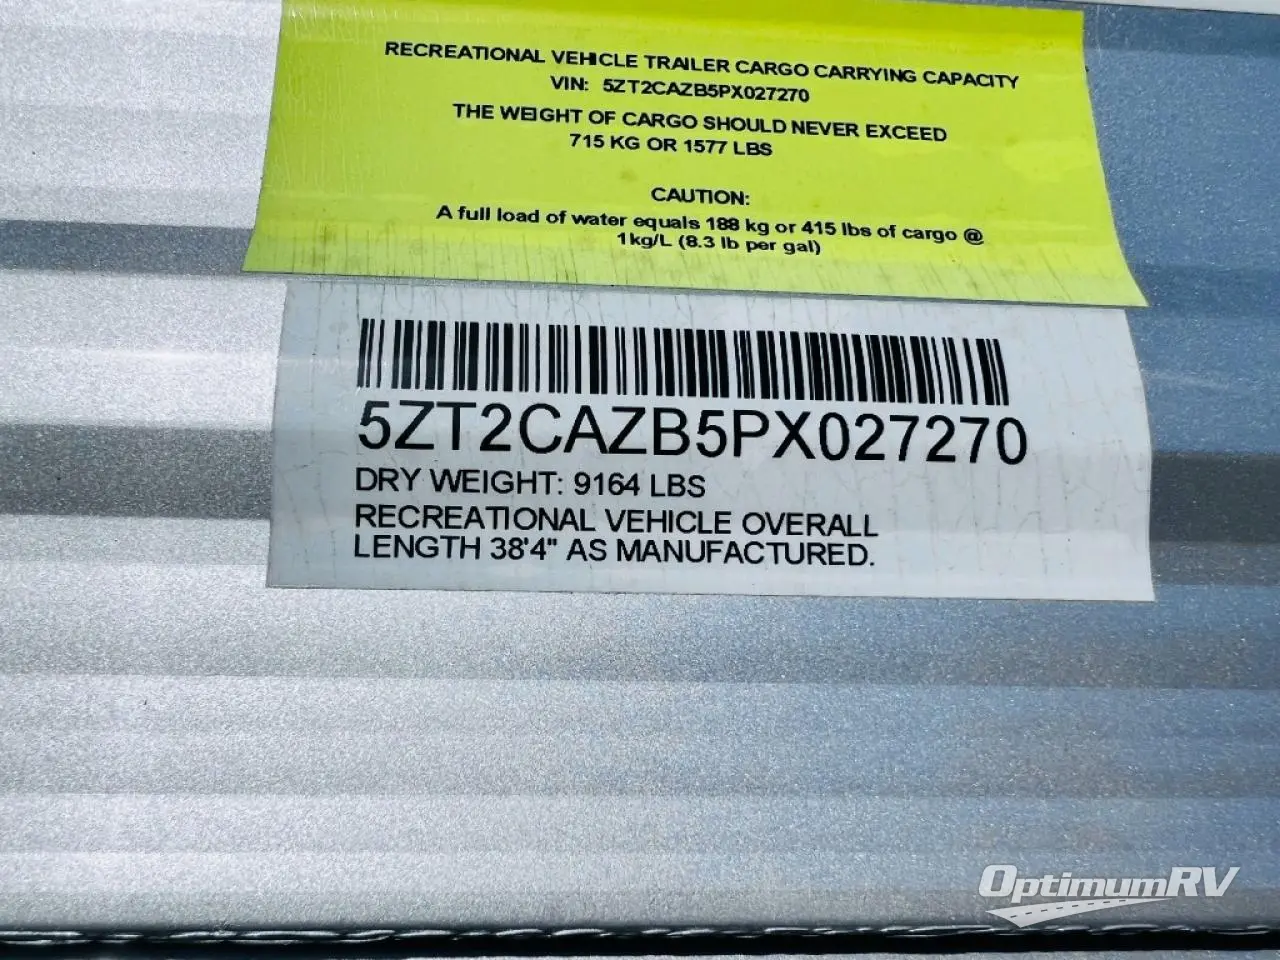 RECREATIONAL VEHICLE TRAILER CARGO CARRYING CAPACITY
VIN: 5ZT2CAZB5PX027270
THE WEIGHT OF CARGO SHOULD NEVER EXCEED
715 KG OR 1577 LBS
CAUTION:
A full load of water equals 188 kg or 415 lbs of cargo @
1kg/L (8.3 lb per gal)
5ZT2CAZB5PX027270
DRY WEIGHT: 9164 LBS
RECREATIONAL VEHICLE OVERALL
LENGTH 38'4" AS MANUFACTURED.
OptimumRV